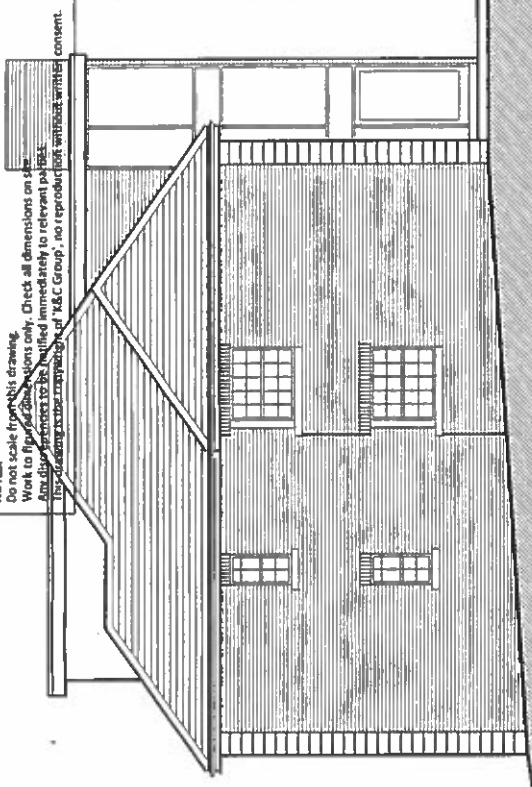 Do not scale from this drawing.
Work to figured dimensions only. Check all dimensions on site.
Any discrepencies to be notified immediately to relevant parties.
This drawing is the copyright of "K&C Group", no reproduction without written consent.